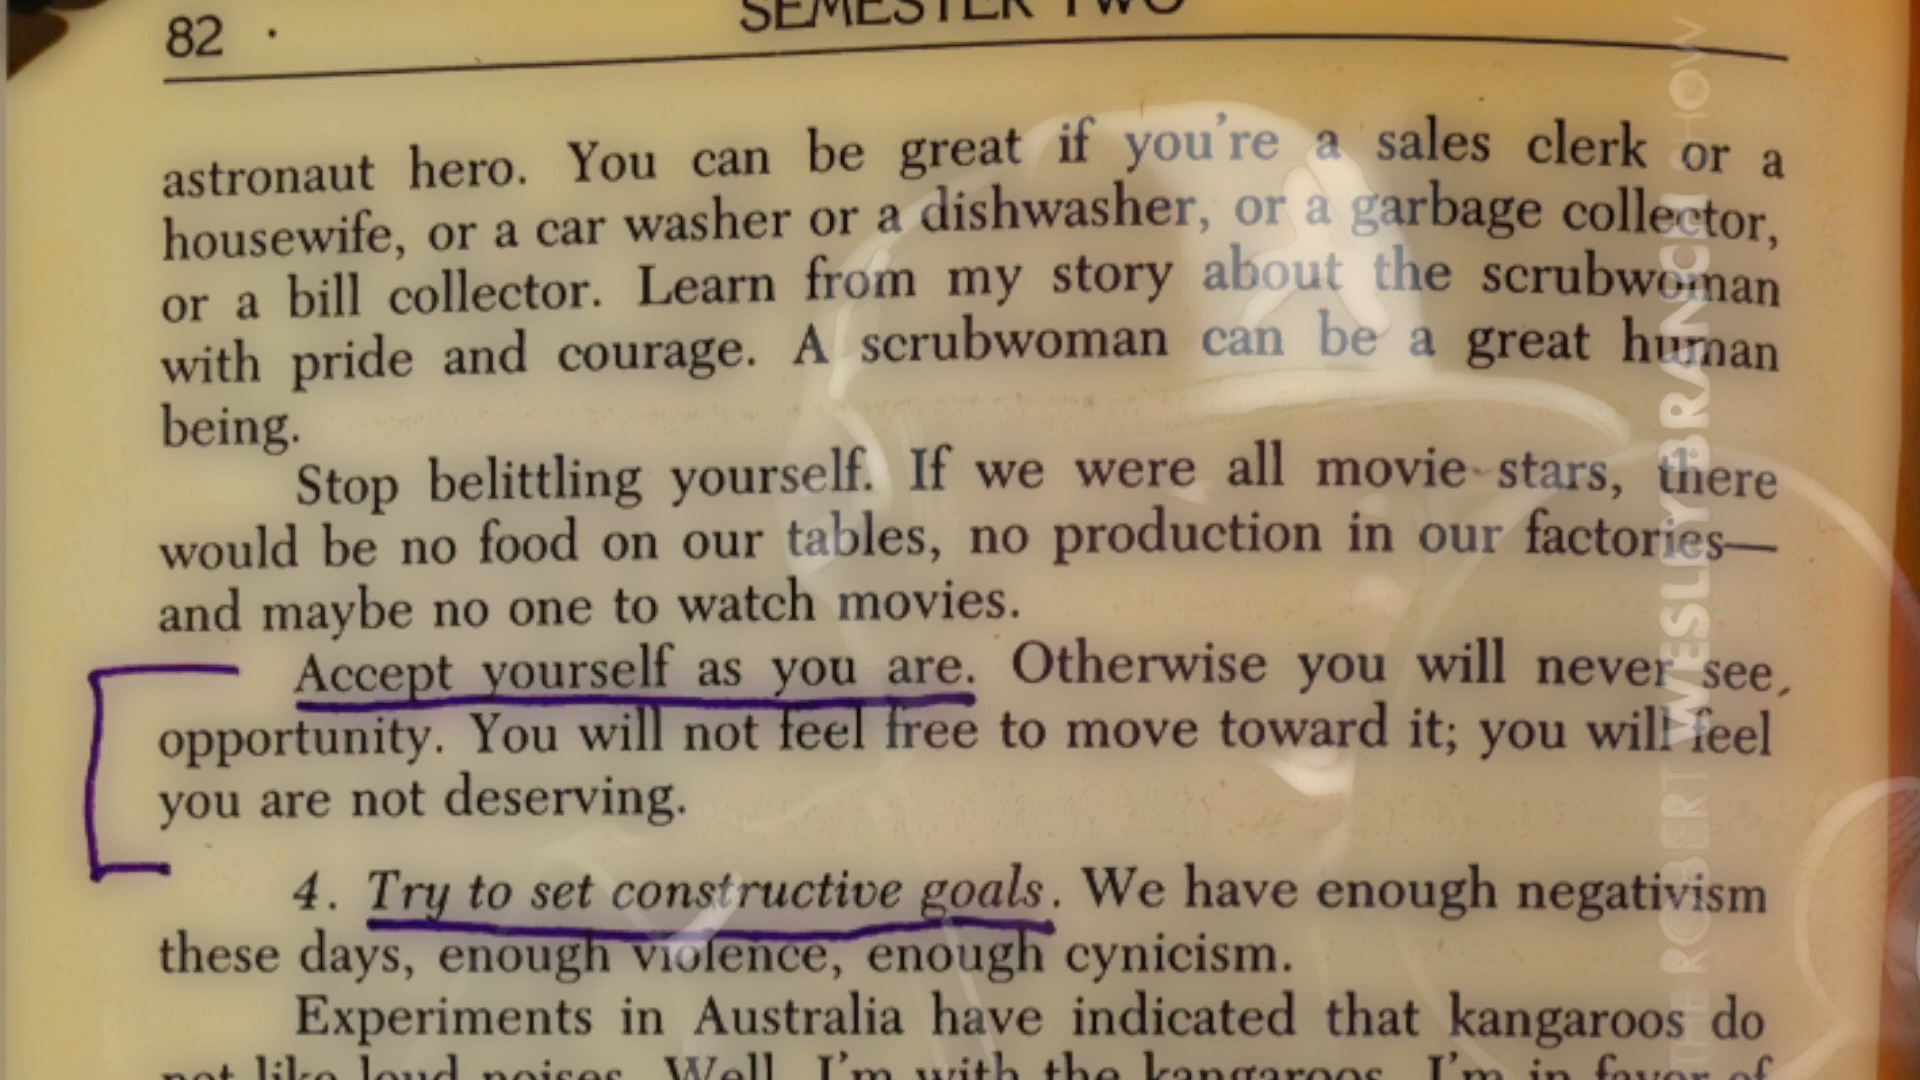 82 ·
SEMESTER TWO
astronaut hero. You can be great if you're a sales clerk or a
housewife, or a car washer or a dishwasher, or a garbage collector,
or a bill collector. Learn from my story about the scrubwoman
with pride and courage. A scrubwoman can be a great human
being.
Stop belittling yourself. If we were all movie stars, there
would be no food on our tables, no production in our factories—
and maybe no one to watch movies.
Accept yourself as you are. Otherwise you will never see
opportunity. You will not feel free to move toward it; you will feel
you are not deserving.
4. Try to set constructive goals. We have enough negativism
these days, enough violence, enough cynicism.
Experiments in Australia have indicated that kangaroos do
not like loud noises. Well, I'm with the kangaroos. I'm in favor of
THE ROBERT WESLEY BRANCH SHOW